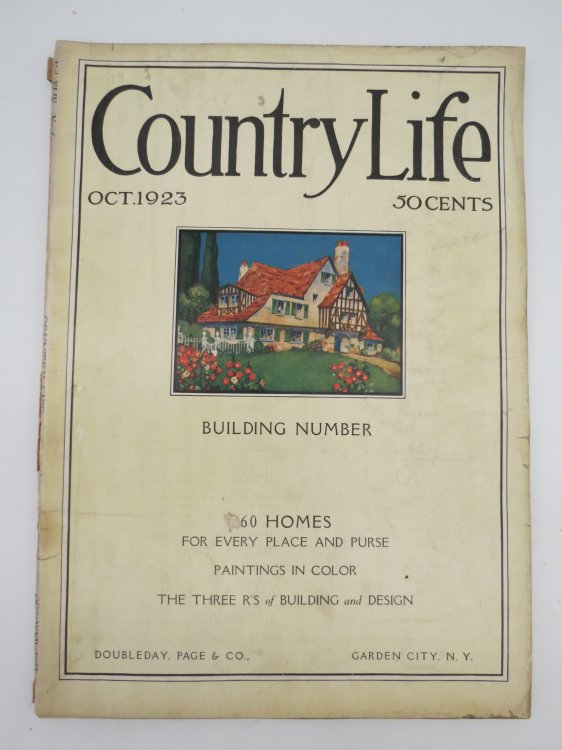 Country Life
OCT. 1923 50 CENTS
BUILDING NUMBER
60 HOMES
FOR EVERY PLACE AND PURSE
PAINTINGS IN COLOR
THE THREE R'S of BUILDING and DESIGN
DOUBLEDAY, PAGE & CO., GARDEN CITY, N. Y.